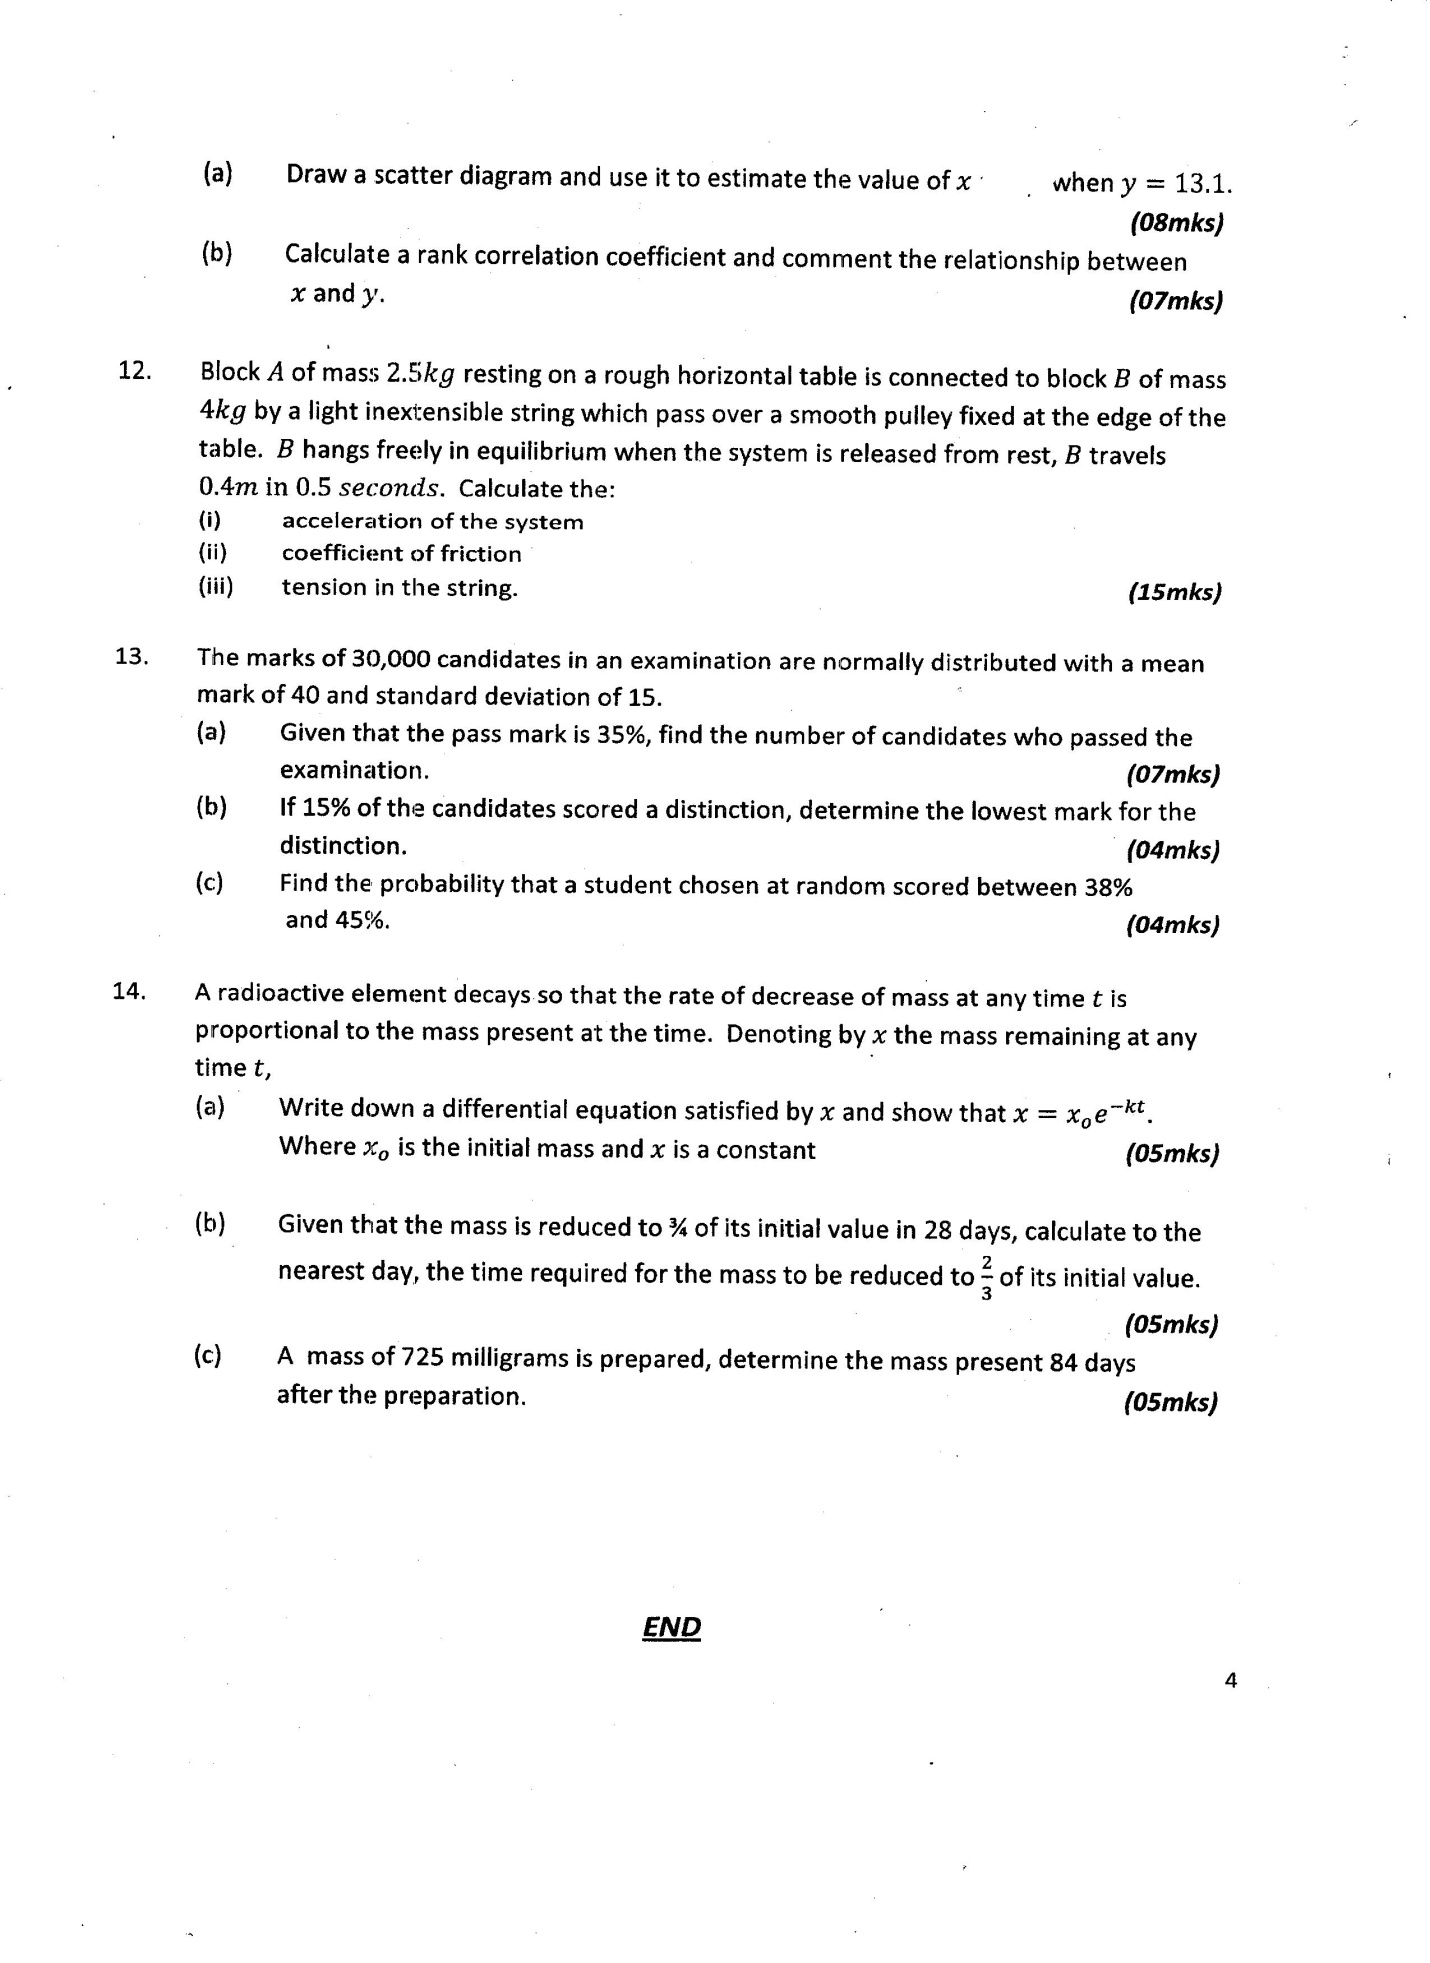 (a) Draw a scatter diagram and use it to estimate the value of x when y = 13.1.
(08mks)
(b) Calculate a rank correlation coefficient and comment the relationship between
x and y. (07mks)
12. Block A of mass 2.5kg resting on a rough horizontal table is connected to block B of mass
4kg by a light inextensible string which pass over a smooth pulley fixed at the edge of the
table. B hangs freely in equilibrium when the system is released from rest, B travels
0.4m in 0.5 seconds. Calculate the:
(i) acceleration of the system
(ii) coefficient of friction
(iii) tension in the string. (15mks)
13. The marks of 30,000 candidates in an examination are normally distributed with a mean
mark of 40 and standard deviation of 15.
(a) Given that the pass mark is 35%, find the number of candidates who passed the
examination. (07mks)
(b) If 15% of the candidates scored a distinction, determine the lowest mark for the
distinction. (04mks)
(c) Find the probability that a student chosen at random scored between 38%
and 45%. (04mks)
14. A radioactive element decays so that the rate of decrease of mass at any time t is
proportional to the mass present at the time. Denoting by x the mass remaining at any
time t,
(a) Write down a differential equation satisfied by x and show that x = xₒe^{-kt}.
Where xₒ is the initial mass and x is a constant (05mks)
(b) Given that the mass is reduced to ¾ of its initial value in 28 days, calculate to the
nearest day, the time required for the mass to be reduced to 2/3 of its initial value.
(05mks)
(c) A mass of 725 milligrams is prepared, determine the mass present 84 days
after the preparation. (05mks)
END
4